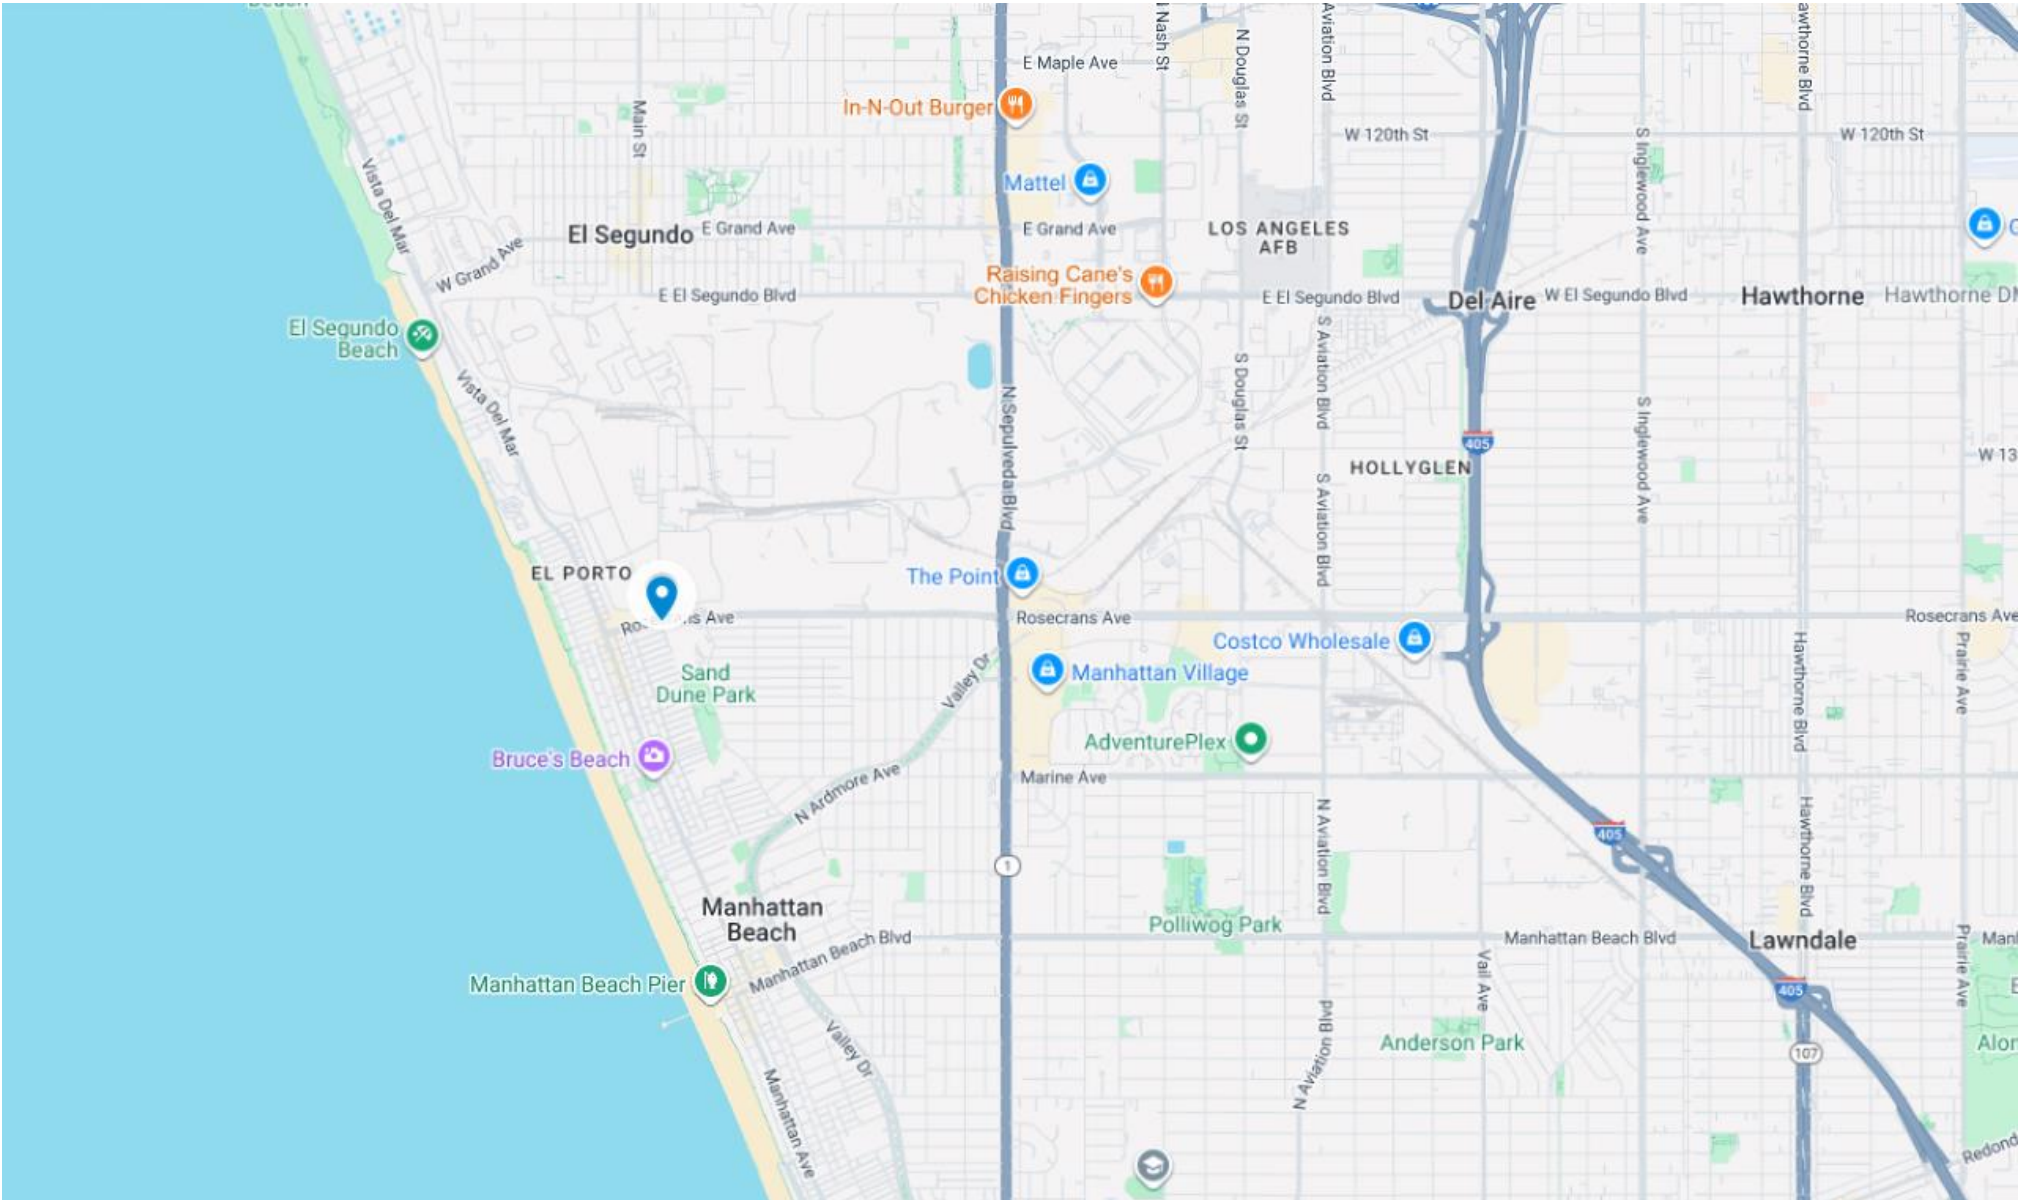 Beach
E Maple Ave
N Nash St
N Douglas St
Aviation Blvd
In-N-Out Burger
Main St
W 120th St
W 120th St
S Inglewood Ave
Vista Del Mar
Mattel
El Segundo
E Grand Ave
E Grand Ave
LOS ANGELES
AFB
W Grand Ave
Raising Cane's
Chicken Fingers
E El Segundo Blvd
E El Segundo Blvd
Del Aire
W El Segundo Blvd
Hawthorne
El Segundo
Beach
Vista Del Mar
N Sepulveda Blvd
S Douglas St
S Aviation Blvd
S Inglewood Ave
405
HOLLYGLEN
S Aviation Blvd
EL PORTO
The Point
Rosecrans Ave
Rosecrans Ave
Costco Wholesale
Sand
Dune Park
Valley Dr
Manhattan Village
Hawthorne Blvd
Prairie Ave
Bruce's Beach
AdventurePlex
N Ardmore Ave
Marine Ave
N Aviation Blvd
405
Hawthorne Blvd
1
Manhattan
Beach
Polliwog Park
Manhattan Beach Blvd
Manhattan Beach Blvd
Lawndale
Prairie Ave
Manhattan Beach Pier
Vail Ave
405
Valley Dr
N Aviation Blvd
Anderson Park
107
Manhattan Ave